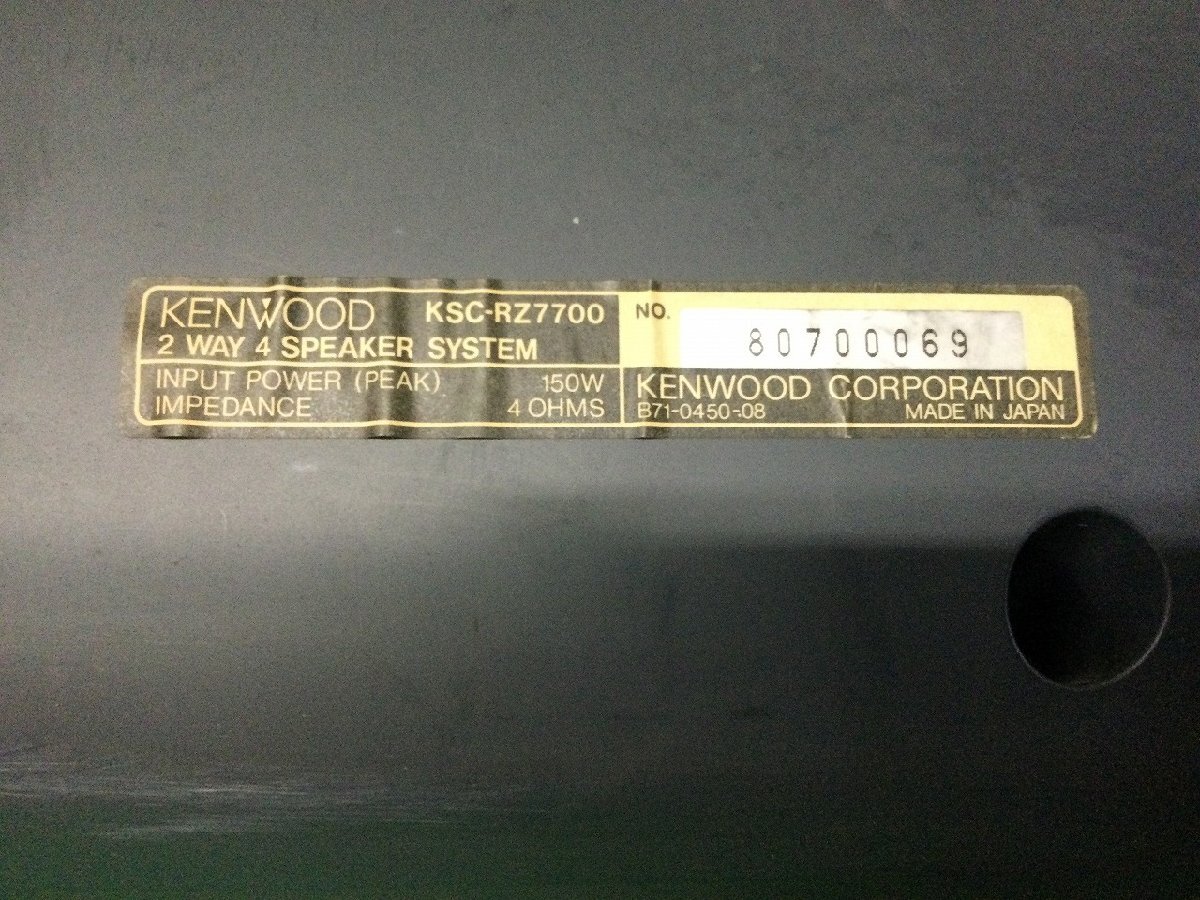 KENWOOD KSC-RZ7700
2 WAY 4 SPEAKER SYSTEM
INPUT POWER (PEAK) 150W
IMPEDANCE 4 OHMS
NO. 80700069
KENWOOD CORPORATION
B71-0450-08 MADE IN JAPAN